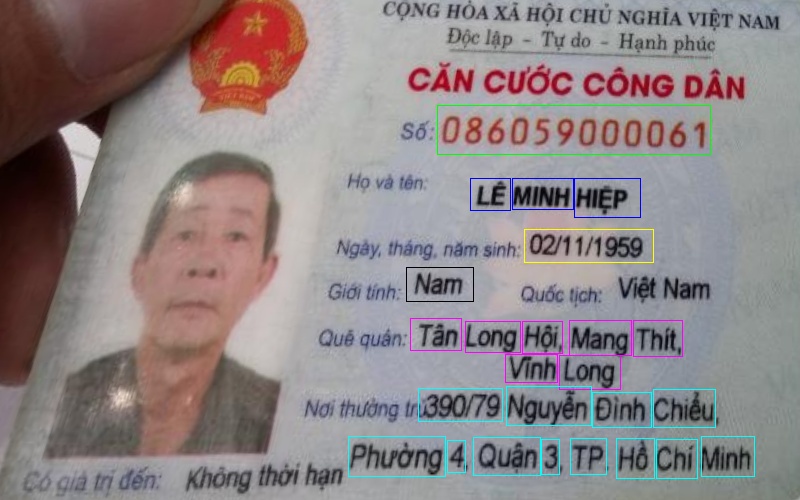 CỘNG HÒA XÃ HỘI CHỦ NGHĨA VIỆT NAM
Độc lập - Tự do - Hạnh phúc
CĂN CƯỚC CÔNG DÂN
Số: 086059000061
Họ và tên: LÊ MINH HIỆP
Ngày, tháng, năm sinh: 02/11/1959
Giới tính: Nam Quốc tịch: Việt Nam
Quê quán: Tân Long Hội, Mang Thít,
Vĩnh Long
Nơi thường trú: 390/79 Nguyễn Đình Chiểu,
Phường 4, Quận 3, TP. Hồ Chí Minh
Có giá trị đến: Không thời hạn